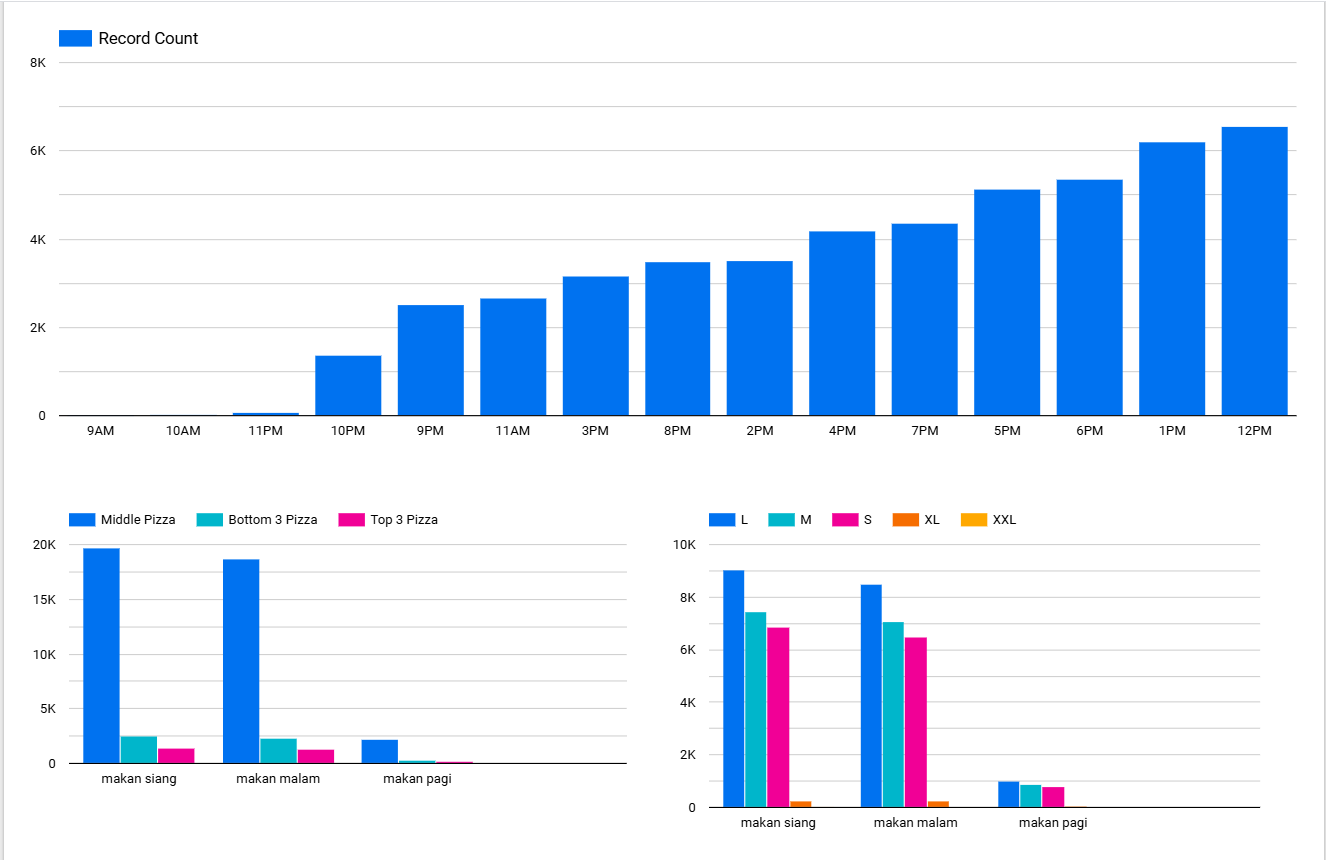 Record Count
8K
6K
4K
2K
0
9AM 10AM 11PM 10PM 9PM 11AM 3PM 8PM 2PM 4PM 7PM 5PM 6PM 1PM 12PM
Middle Pizza Bottom 3 Pizza Top 3 Pizza
20K
15K
10K
5K
0
makan siang makan malam makan pagi
L M S XL XXL
10K
8K
6K
4K
2K
0
makan siang makan malam makan pagi